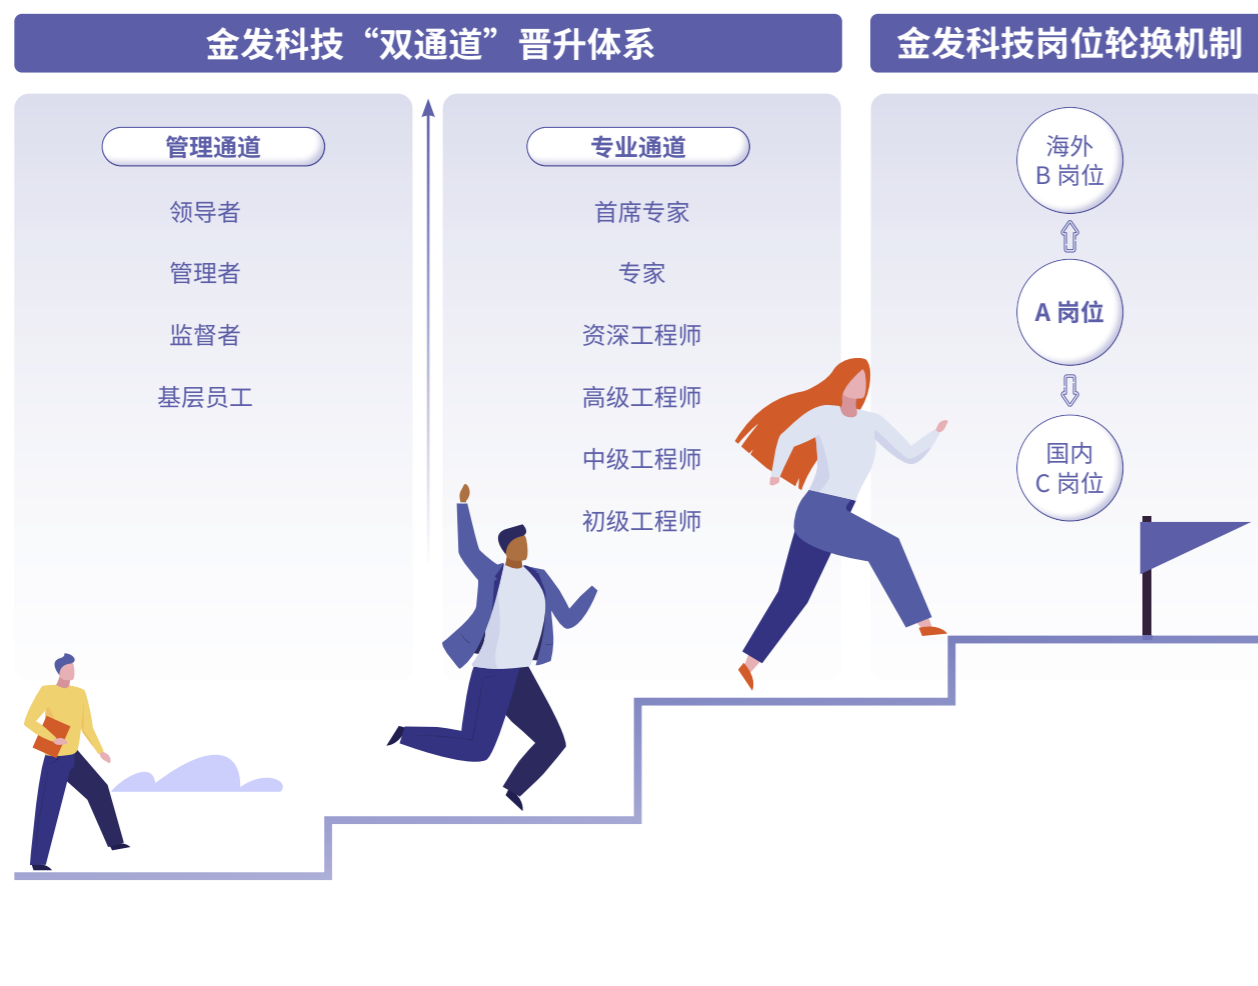 金发科技“双通道”晋升体系
管理通道
领导者
管理者
监督者
基层员工
专业通道
首席专家
专家
资深工程师
高级工程师
中级工程师
初级工程师
金发科技岗位轮换机制
海外
B 岗位
A 岗位
国内
C 岗位